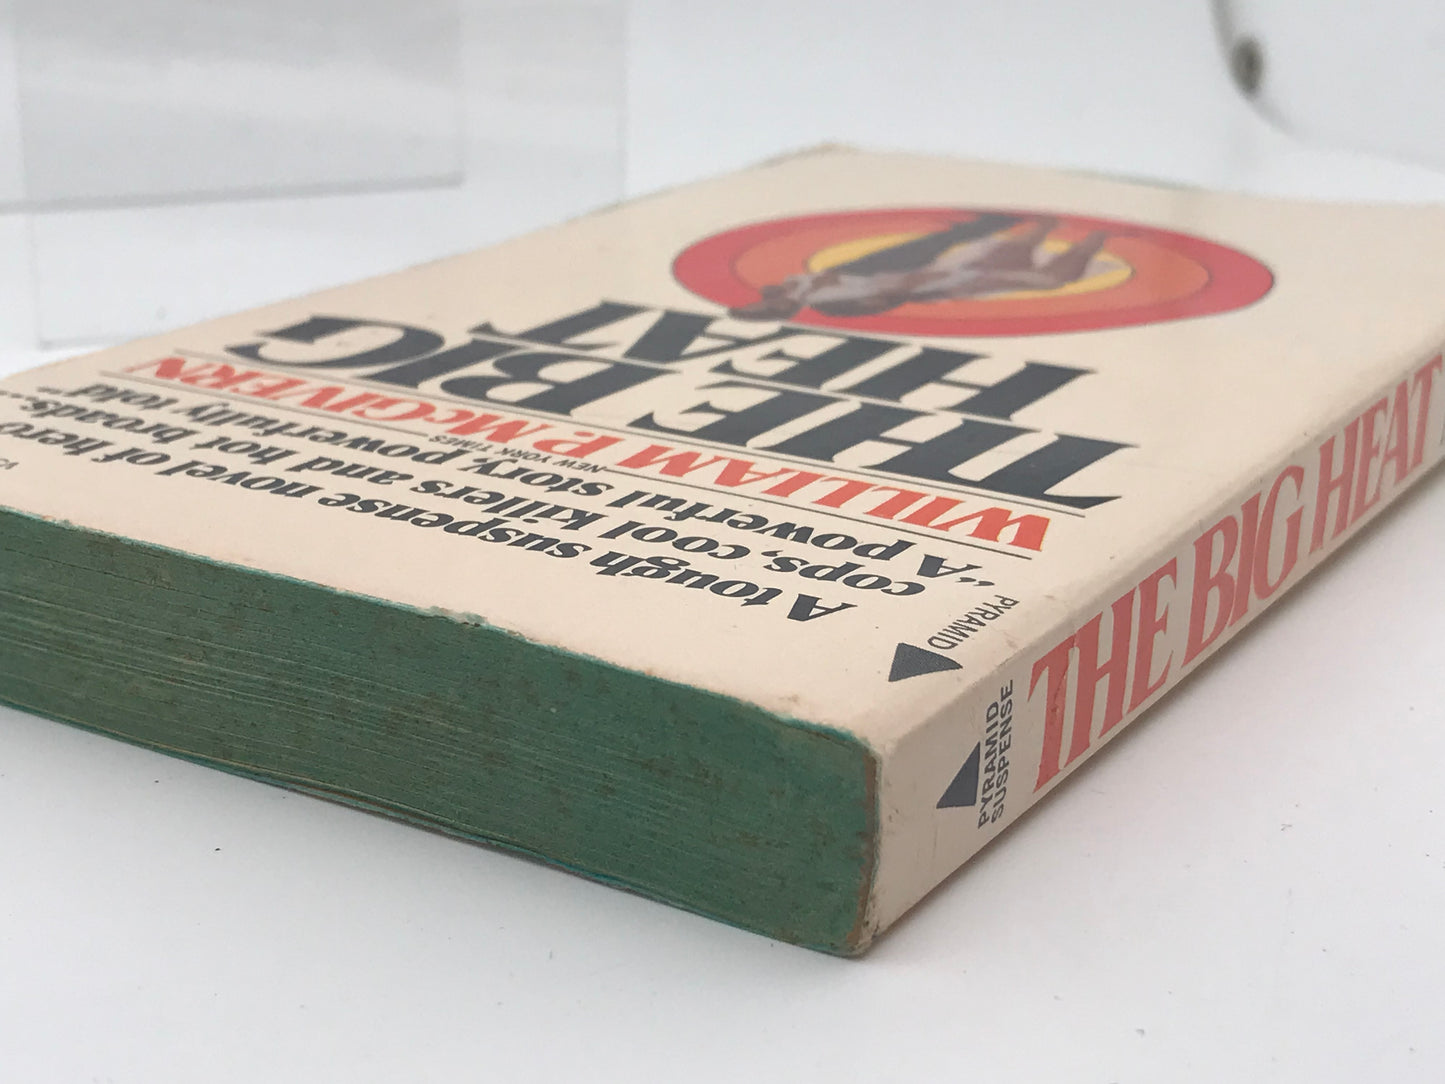 PYRAMID
A tough suspense novel of hero
cops, cool killers and hot broads...
"A powerful story, powerfully told"
NEW YORK TIMES
WILLIAM P. McGIVERN
THE BIG
HEAT
PYRAMID
SUSPENSE
THE BIG HEAT